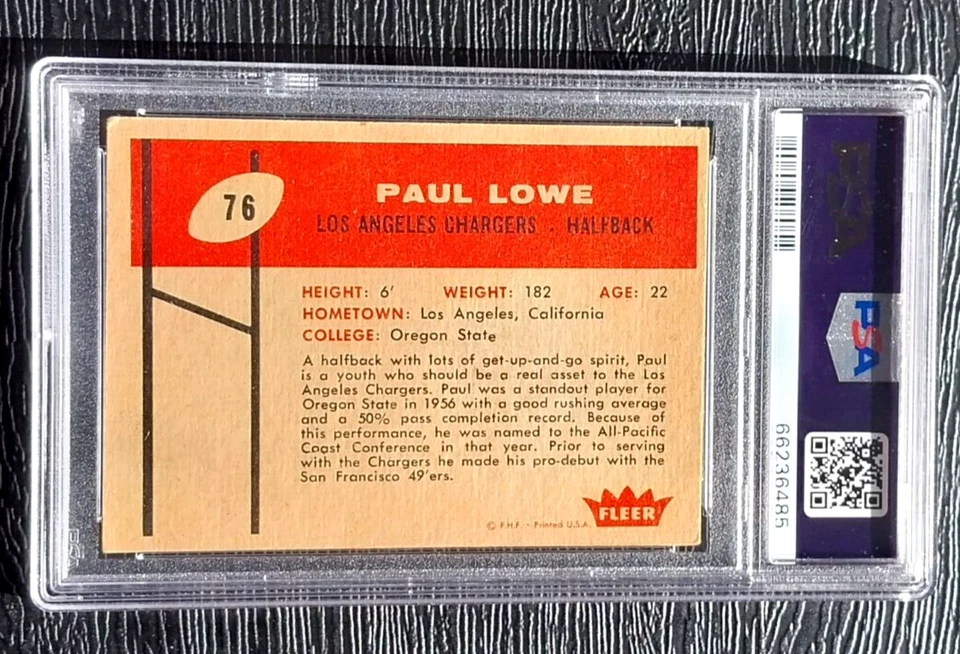 76
PAUL LOWE
LOS ANGELES CHARGERS - HALFBACK
HEIGHT: 6' WEIGHT: 182 AGE: 22
HOMETOWN: Los Angeles, California
COLLEGE: Oregon State
A halfback with lots of get-up-and-go spirit, Paul
is a youth who should be a real asset to the Los
Angeles Chargers. Paul was a standout player for
Oregon State in 1956 with a good rushing average
and a 50% pass completion record. Because of
this performance, he was named to the All-Pacific
Coast Conference in that year. Prior to serving
with the Chargers he made his pro-debut with the
San Francisco 49'ers.
FLEER
© F.H.F. - Printed U.S.A.
PSA
PSA
66236485